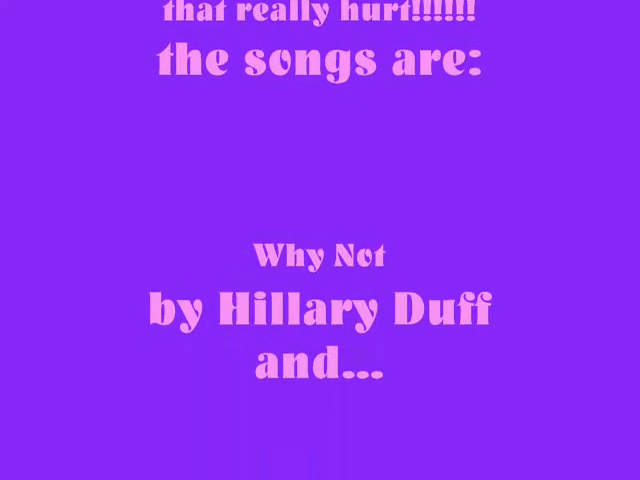 that really hurt!!!!!!
the songs are:
Why Not
by Hillary Duff
and...